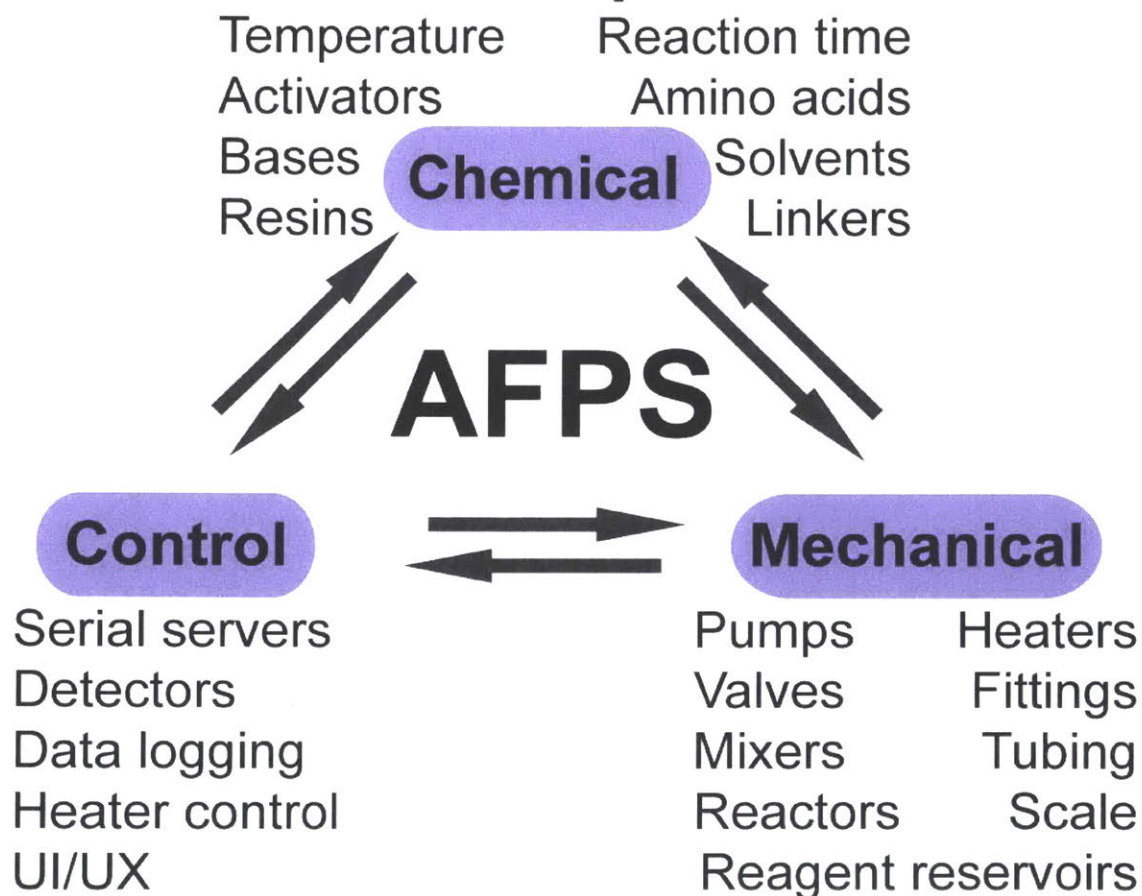 Temperature Reaction time
Activators Amino acids
Bases Chemical Solvents
Resins Linkers
AFPS
Control Mechanical
Serial servers Pumps Heaters
Detectors Valves Fittings
Data logging Mixers Tubing
Heater control Reactors Scale
UI/UX Reagent reservoirs